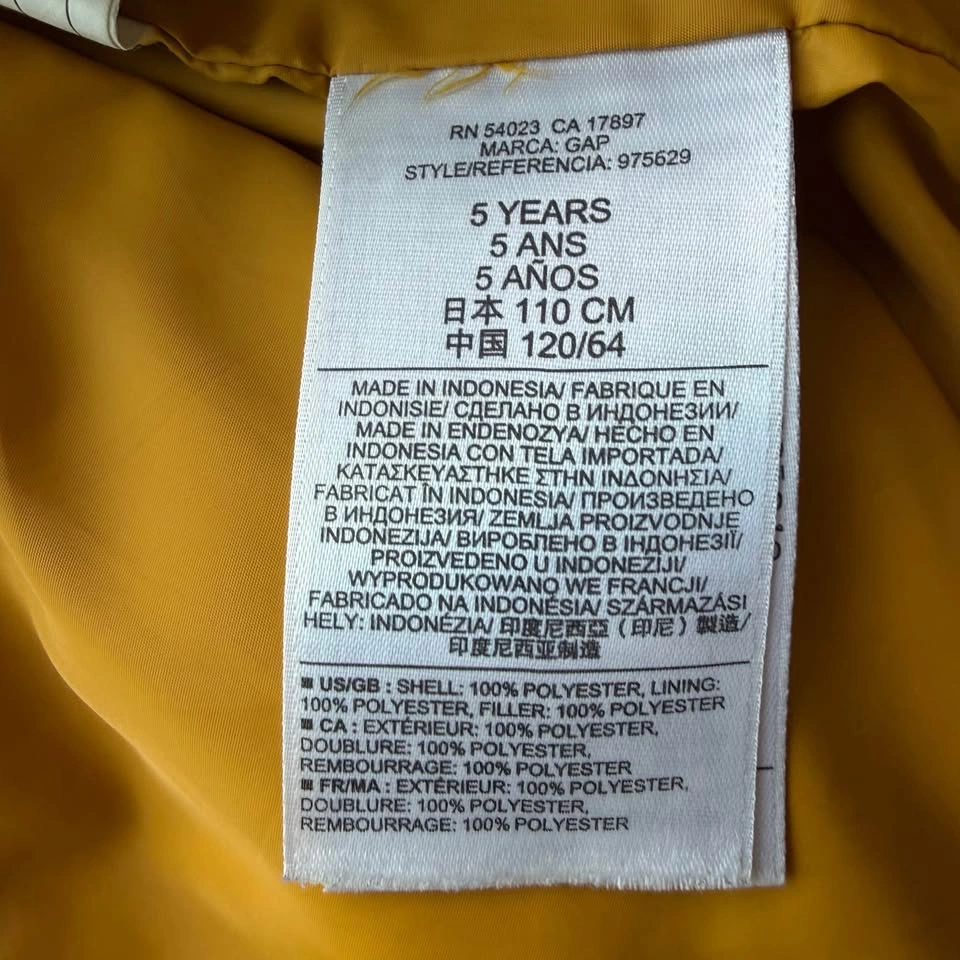 RN 54023 CA 17897
MARCA: GAP
STYLE/REFERENCIA: 975629
5 YEARS
5 ANS
5 AÑOS
日本 110 CM
中国 120/64
MADE IN INDONESIA/ FABRIQUE EN
INDONISIE/ СДЕЛАНО В ИНДОНЕЗИИ/
MADE IN ENDENOZYA/ HECHO EN
INDONESIA CON TELA IMPORTADA/
ΚΑΤΑΣΚΕΥΑΣΤΗΚΕ ΣΤΗΝ ΙΝΔΟΝΗΣΙΑ/
FABRICAT ÎN INDONESIA/ ПРОИЗВЕДЕНО
В ИНДОНЕЗИЯ/ ZEMLJA PROIZVODNJE
INDONEZIJA/ ВИРОБЛЕНО В ІНДОНЕЗІЇ/
PROIZVEDENO U INDONEZIJI/
WYPRODUKOWANO WE FRANCJI/
FABRICADO NA INDONÉSIA/ SZÁRMAZÁSI
HELY: INDONÉZIA/ 印度尼西亞 (印尼) 製造/
印度尼西亚制造
■ US/GB : SHELL: 100% POLYESTER, LINING:
100% POLYESTER, FILLER: 100% POLYESTER
■ CA : EXTÉRIEUR: 100% POLYESTER,
DOUBLURE: 100% POLYESTER,
REMBOURRAGE: 100% POLYESTER
■ FR/MA : EXTÉRIEUR: 100% POLYESTER,
DOUBLURE: 100% POLYESTER,
REMBOURRAGE: 100% POLYESTER